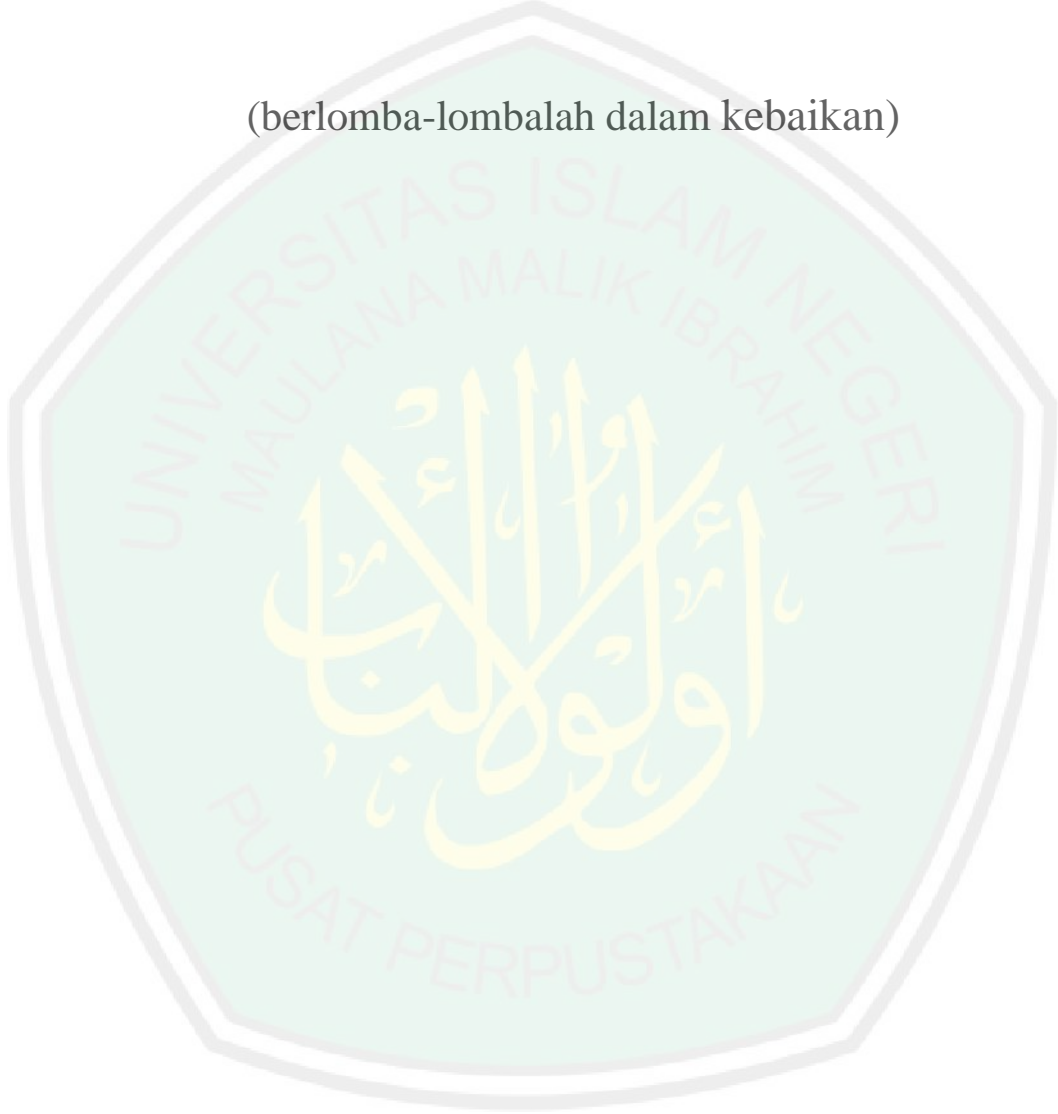 (berlomba-lombalah dalam kebaikan)
UNIVERSITAS ISLAM NEGERI
MAULANA MALIK IBRAHIM
أولوا الألباب
PUSAT PERPUSTAKAAN